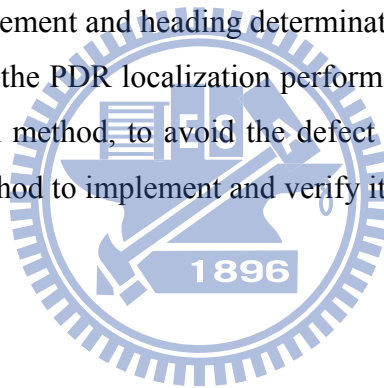 ement and heading determinat
the PDR localization perform
method, to avoid the defect
hod to implement and verify it
1896